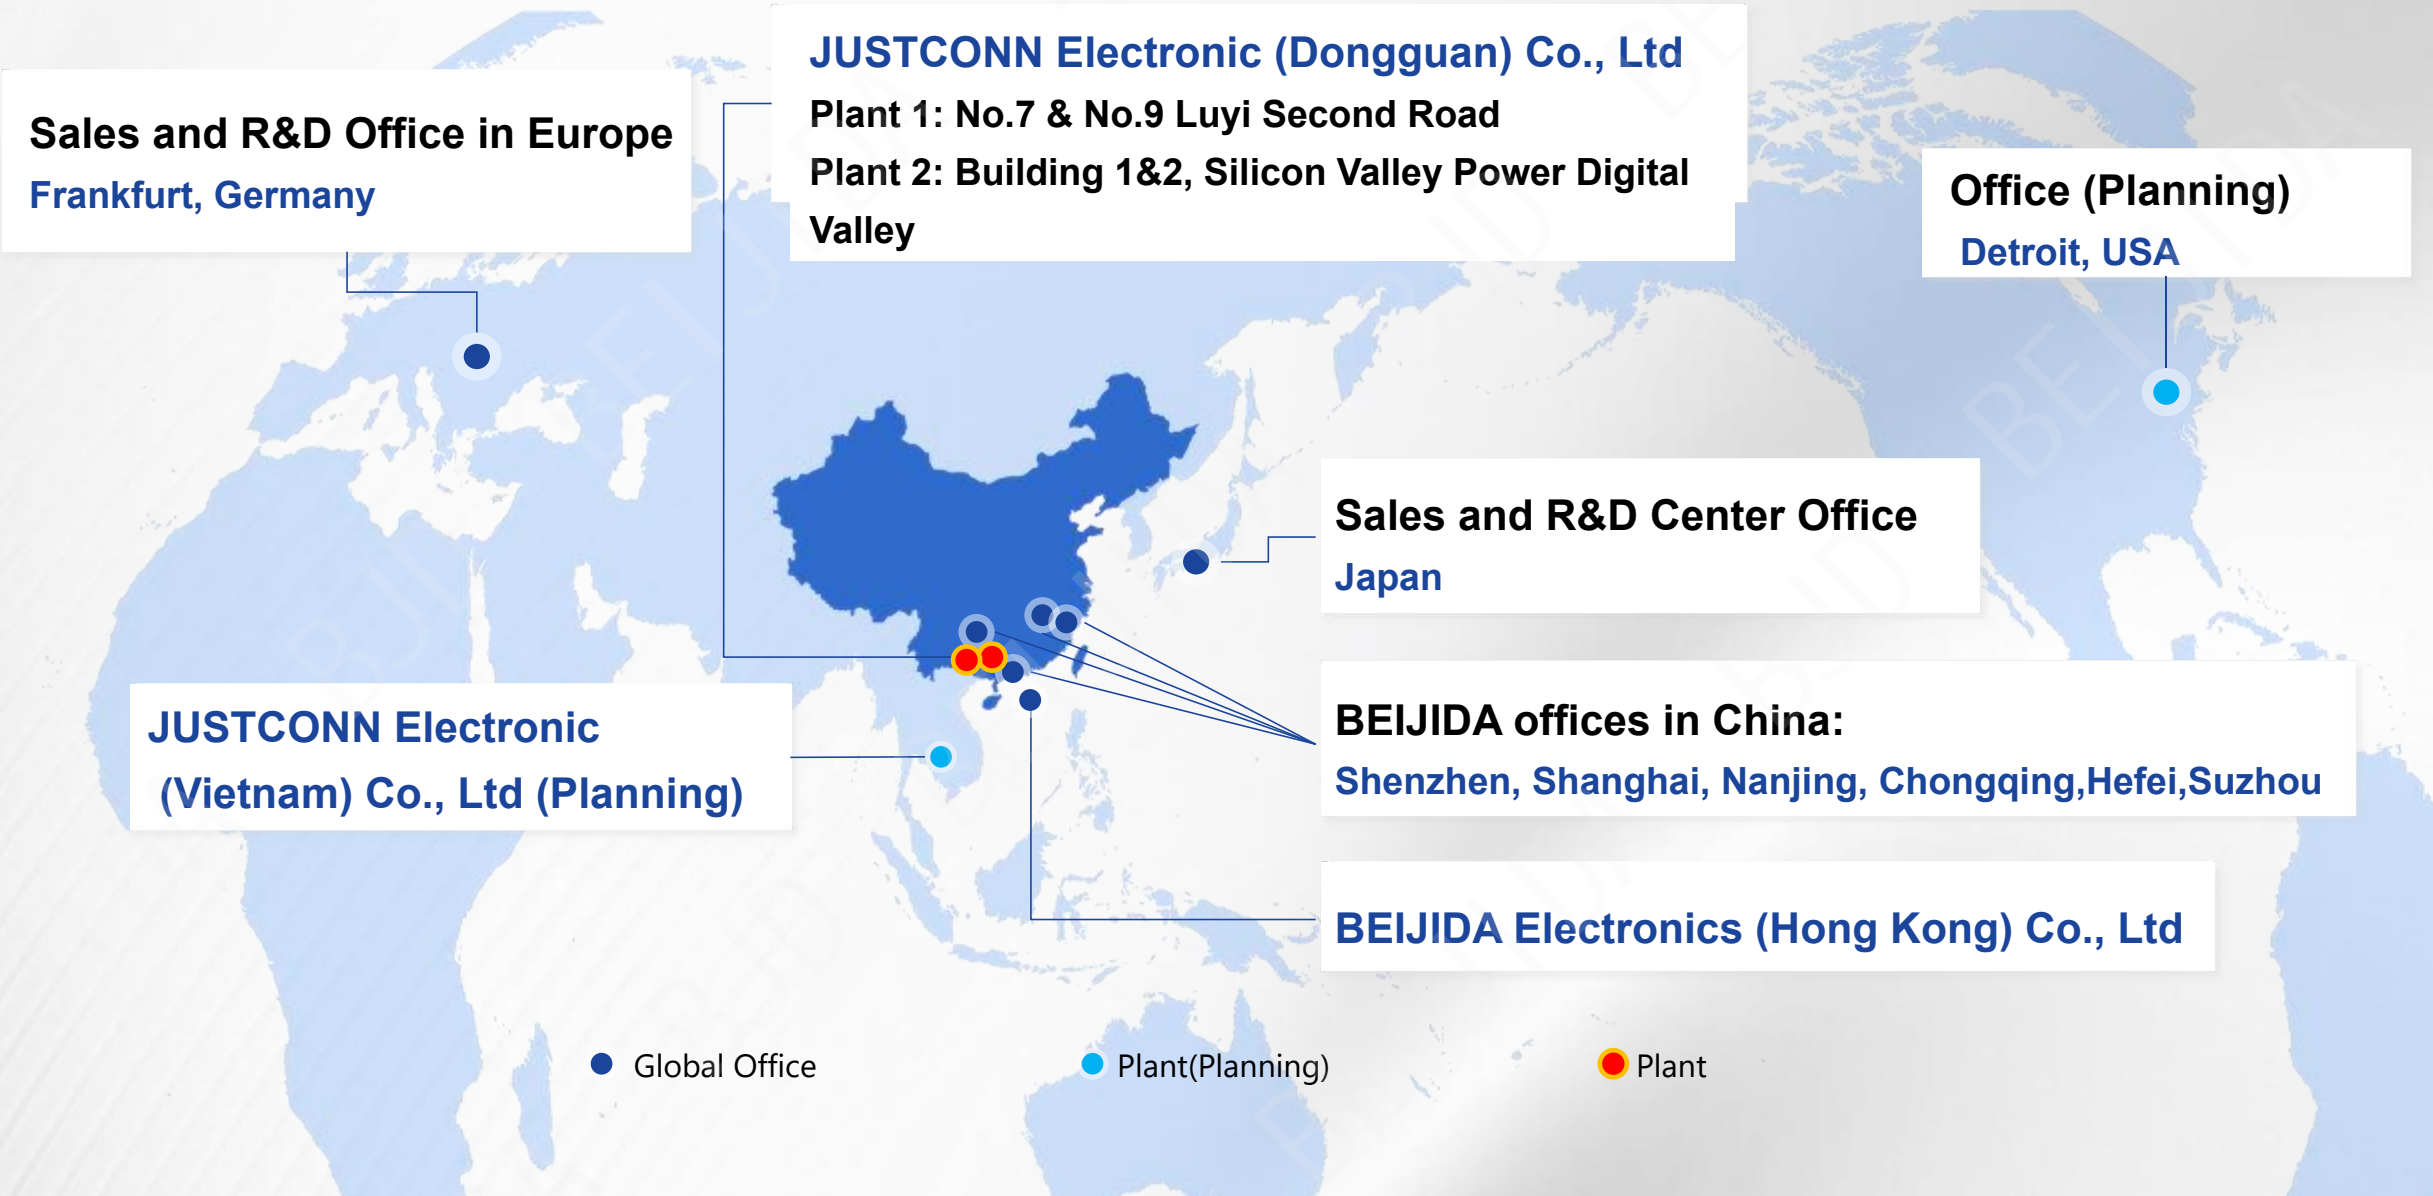 JUSTCONN Electronic (Dongguan) Co., Ltd
Plant 1: No.7 & No.9 Luyi Second Road
Plant 2: Building 1&2, Silicon Valley Power Digital
Valley
Sales and R&D Office in Europe
Frankfurt, Germany
Office (Planning)
Detroit, USA
Sales and R&D Center Office
Japan
JUSTCONN Electronic
(Vietnam) Co., Ltd (Planning)
BEIJIDA offices in China:
Shenzhen, Shanghai, Nanjing, Chongqing,Hefei,Suzhou
BEIJIDA Electronics (Hong Kong) Co., Ltd
Global Office
Plant(Planning)
Plant